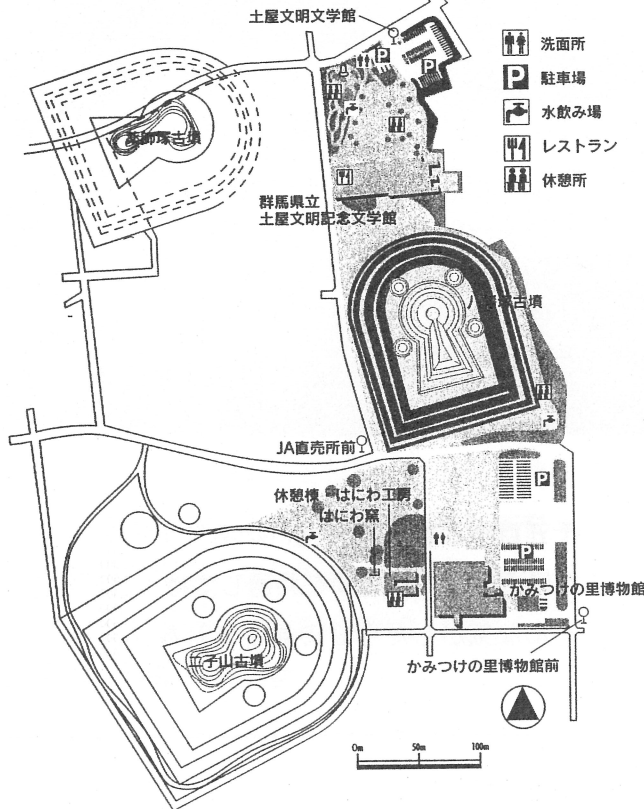 土屋文明文学館
洗面所
P 駐車場
水飲み場
レストラン
休憩所
P
P
薬師塚古墳
群馬県立
土屋文明記念文学館
八幡塚古墳
JA直売所前
休憩棟・はにわ工房
はにわ窯
P
P
かみつけの里博物館
二子山古墳
かみつけの里博物館前
0m 50m 100m